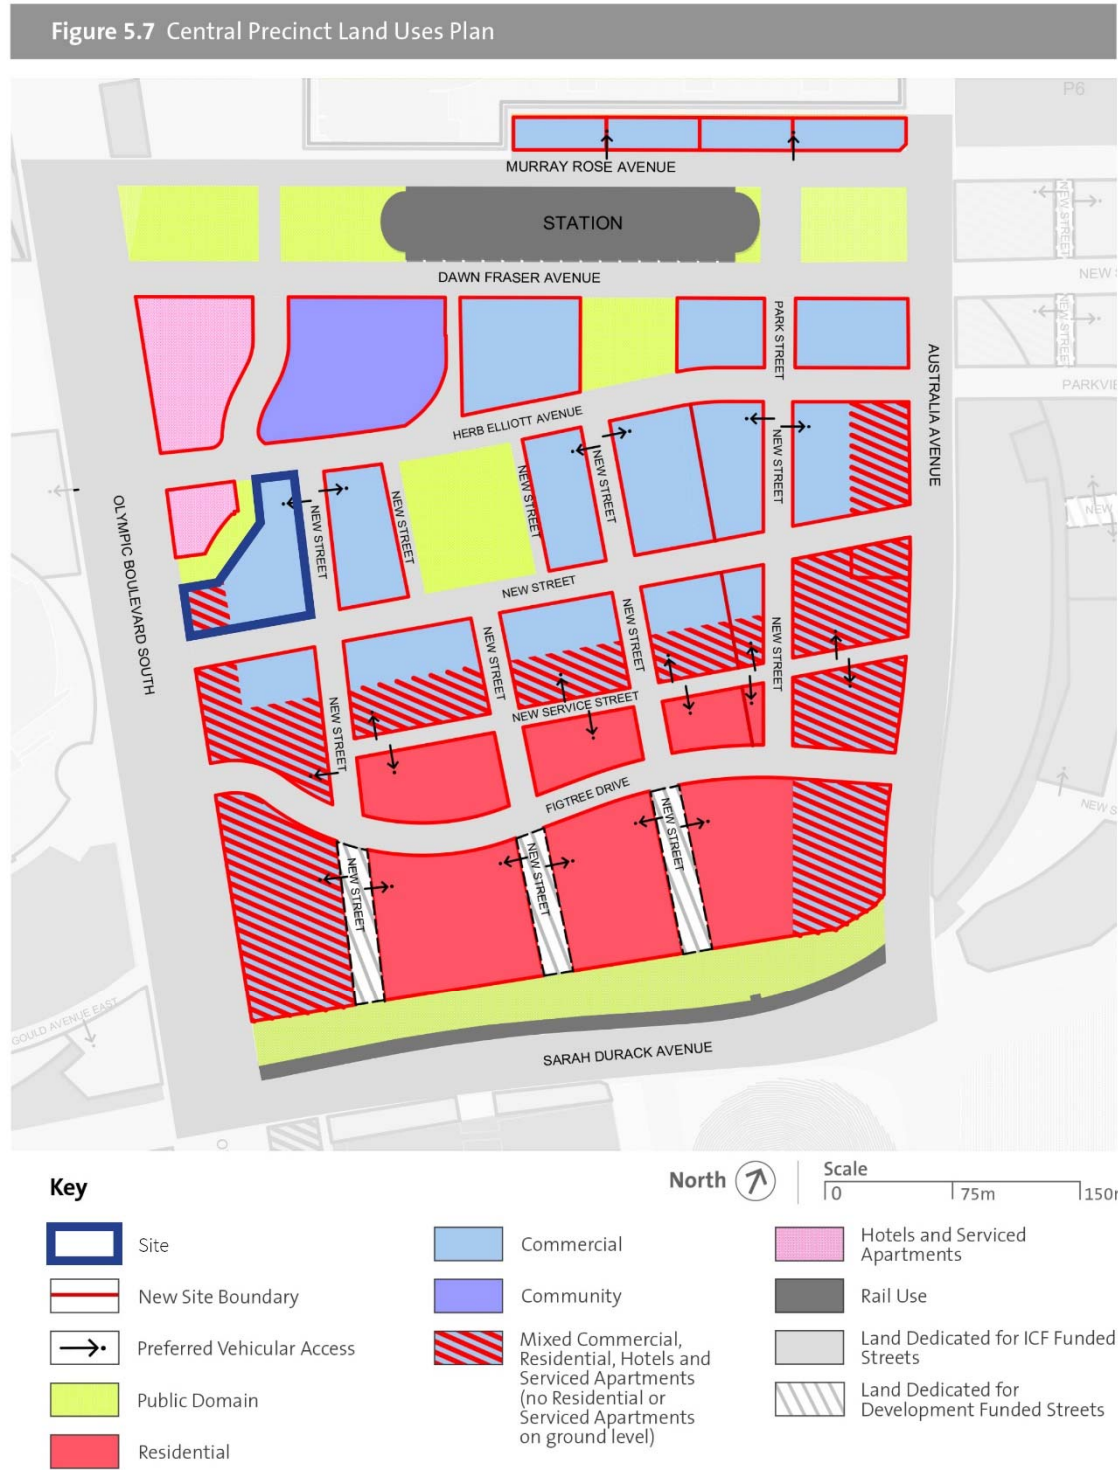 Figure 5.7 Central Precinct Land Uses Plan
P6
MURRAY ROSE AVENUE
STATION
NEW STREET
DAWN FRASER AVENUE
NEW S
PARK STREET
NEW STREET
AUSTRALIA AVENUE
PARKVIE
HERB ELLIOTT AVENUE
NEW STREET
NEW STREET
NEW STREET
NEW STREET
NEW STREET
NEW
OLYMPIC BOULEVARD SOUTH
NEW STREET
NEW STREET
NEW STREET
NEW STREET
NEW STREET
NEW SERVICE STREET
FIGTREE DRIVE
NEW STREET
NEW STREET
NEW STREET
NEW S
GOULD AVENUE EAST
SARAH DURACK AVENUE
O
Key
North
Scale
0 75m 150m
Site
New Site Boundary
Preferred Vehicular Access
Public Domain
Residential
Commercial
Community
Mixed Commercial,
Residential, Hotels and
Serviced Apartments
(no Residential or
Serviced Apartments
on ground level)
Hotels and Serviced
Apartments
Rail Use
Land Dedicated for ICF Funded
Streets
Land Dedicated for
Development Funded Streets